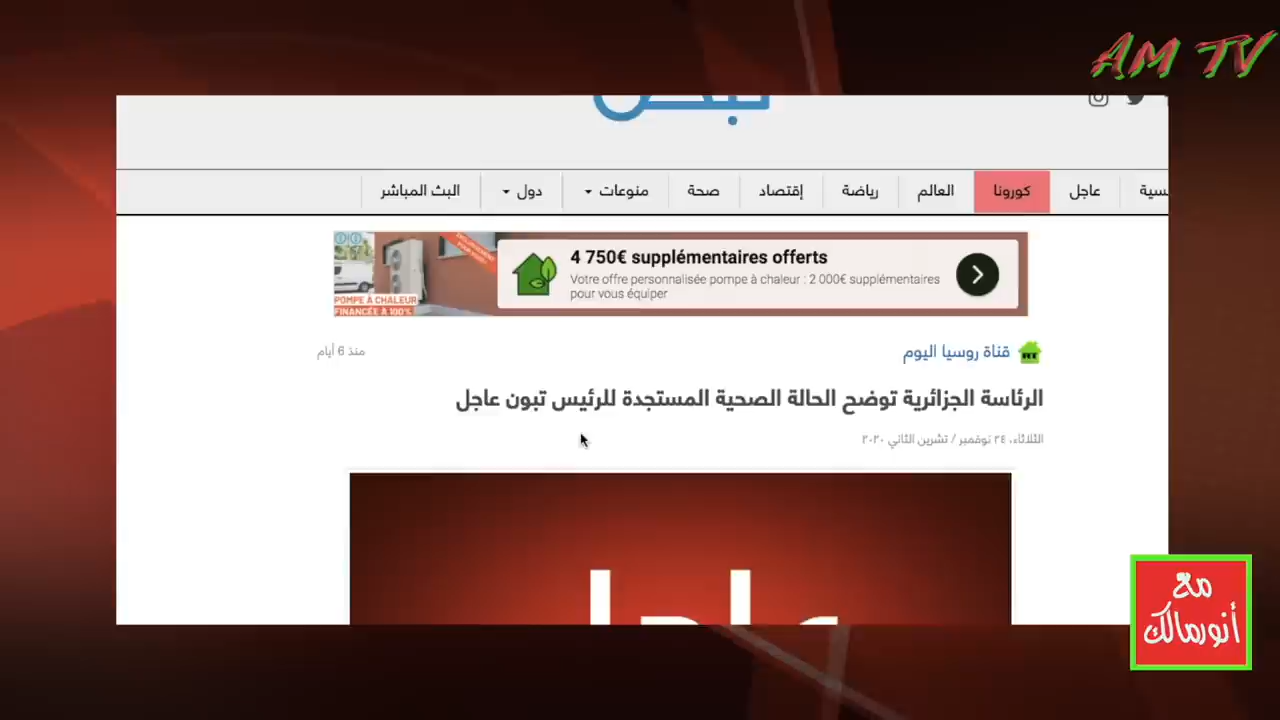 AM TV
سية
عاجل
كورونا
العالم
رياضة
إقتصاد
صحة
منوعات
دول
البث المباشر
4 750€ supplémentaires offerts
Votre offre personnalisée pompe à chaleur : 2 000€ supplémentaires
pour vous équiper
POMPE À CHALEUR
FINANCÉE À 100%
قناة روسيا اليوم
منذ 6 أيام
الرئاسة الجزائرية توضح الحالة الصحية المستجدة للرئيس تبون عاجل
الثلاثاء، ٢٤ نوفمبر / تشرين الثاني ٢٠٢٠
مع
أنورمالك